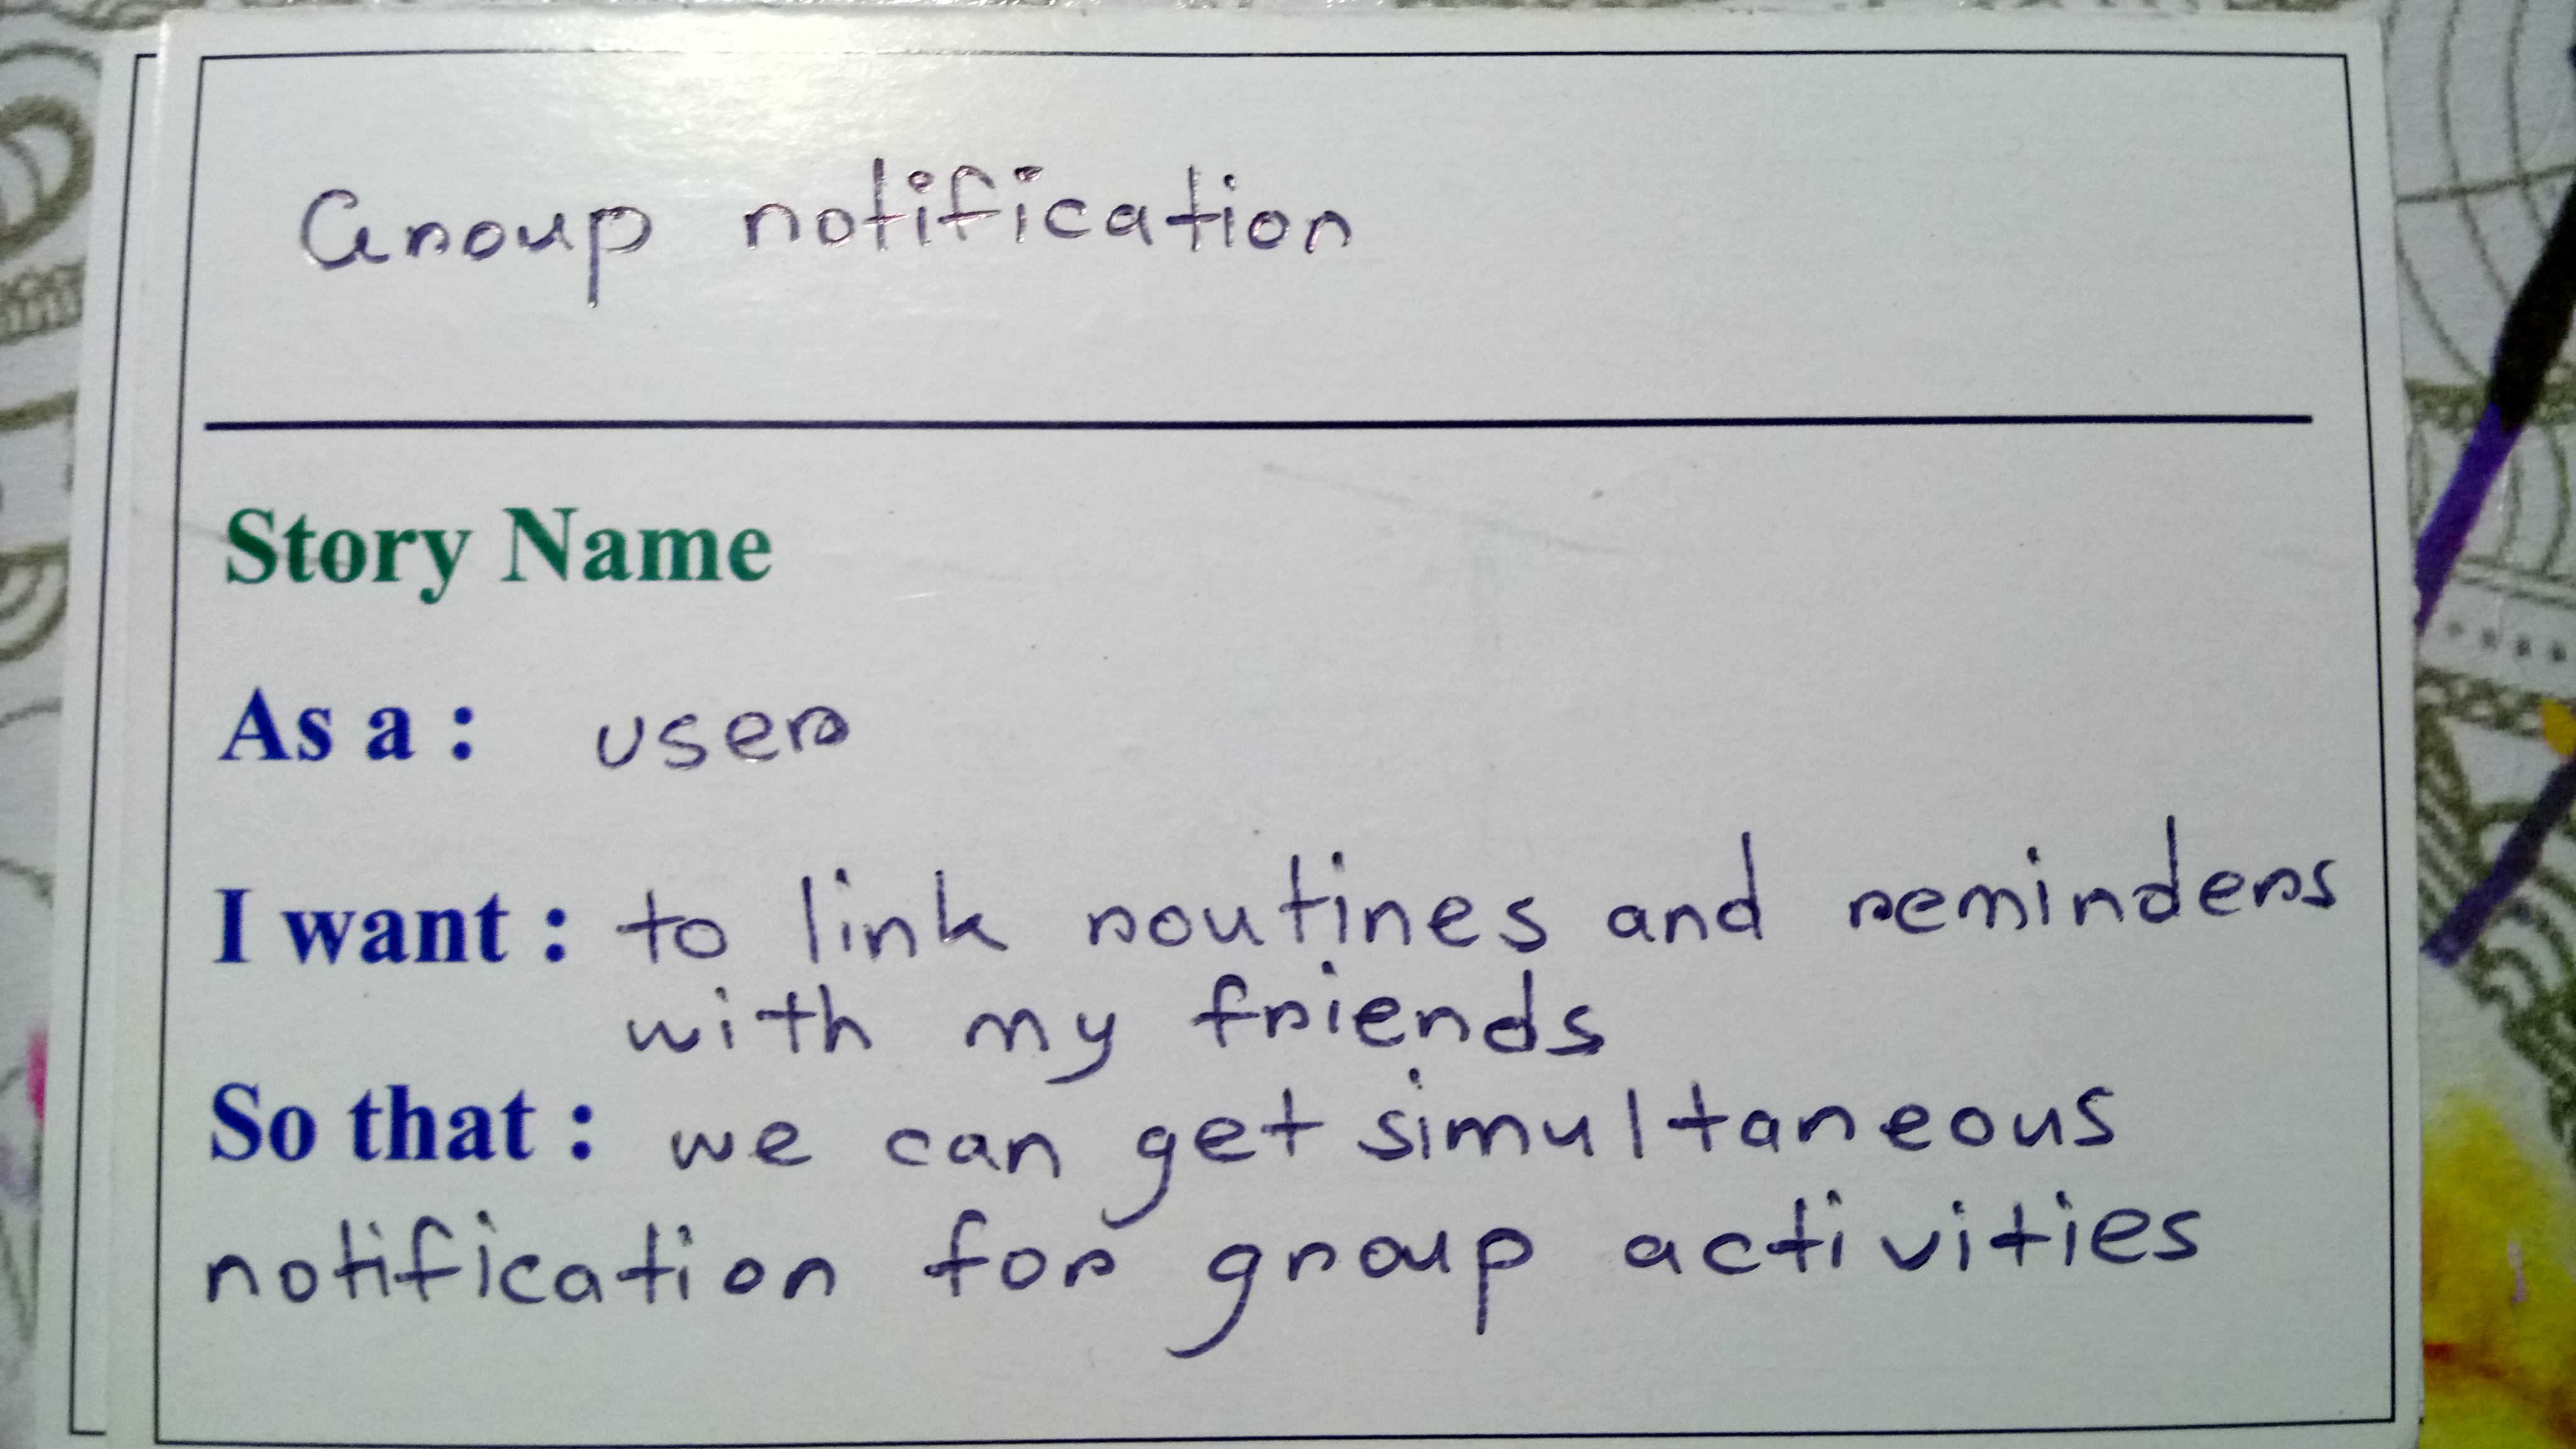 Group notification
Story Name
As a : user
I want : to link routines and reminders
with my friends
So that : we can get simultaneous
notification for group activities